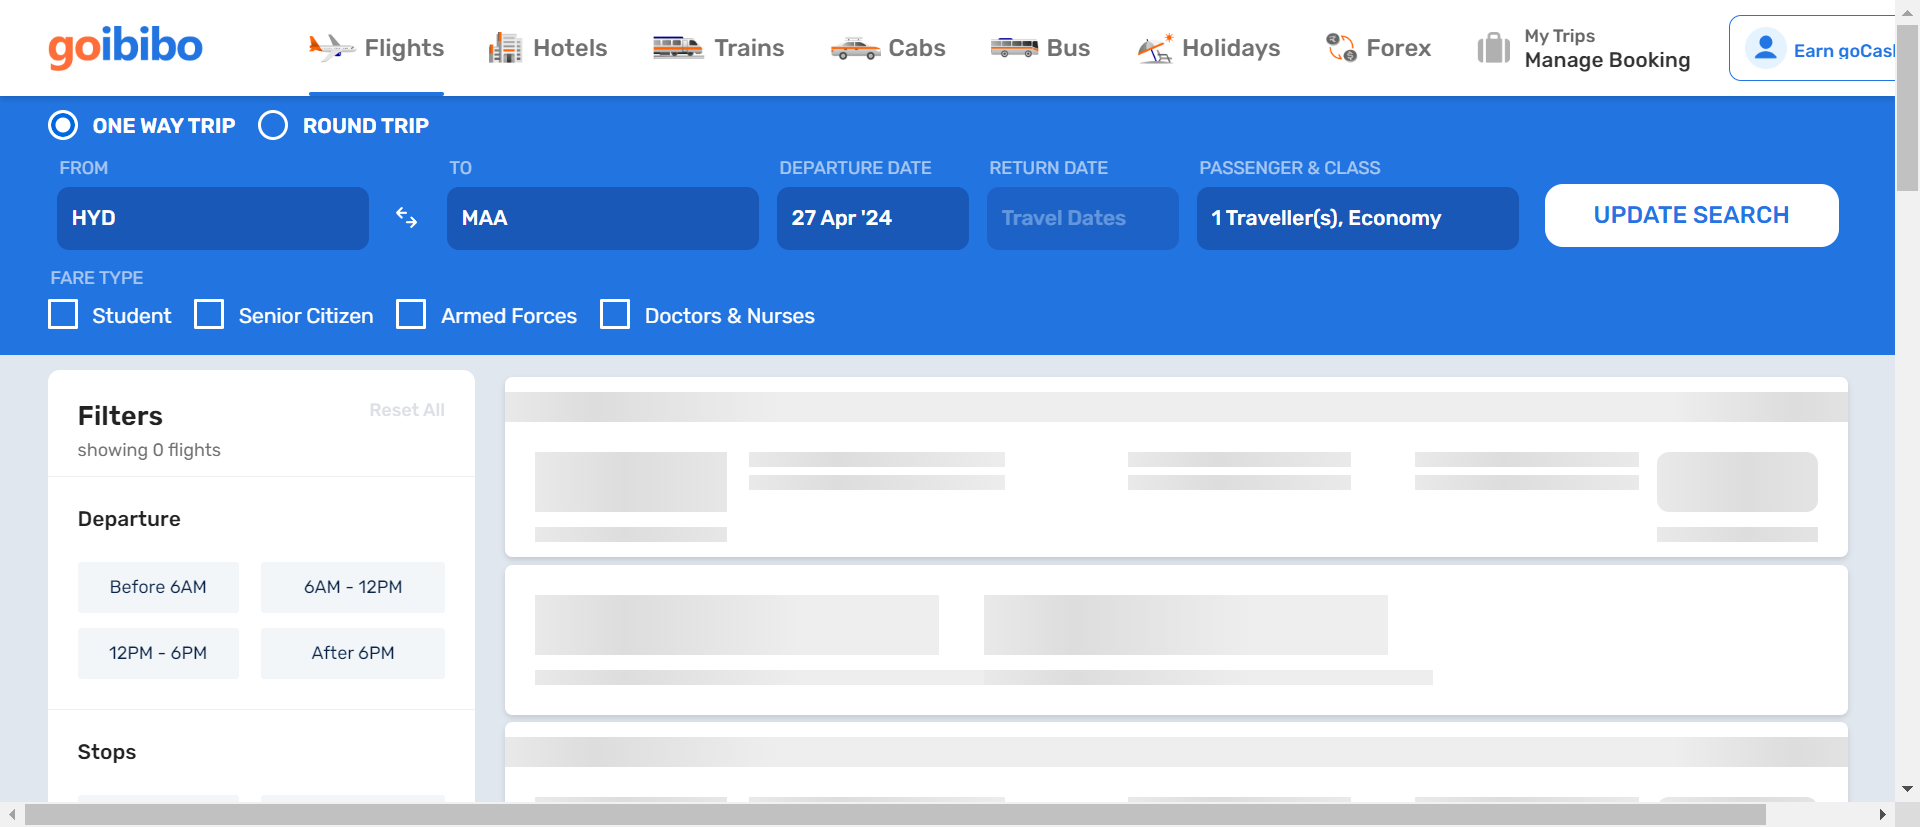 goibibo
Flights
Hotels
Trains
Cabs
Bus
Holidays
Forex
My Trips
Manage Booking
Earn goCas
ONE WAY TRIP
ROUND TRIP
FROM
TO
DEPARTURE DATE
RETURN DATE
PASSENGER & CLASS
HYD
MAA
27 Apr '24
Travel Dates
1 Traveller(s), Economy
UPDATE SEARCH
FARE TYPE
Student
Senior Citizen
Armed Forces
Doctors & Nurses
Filters
Reset All
showing 0 flights
Departure
Before 6AM
6AM - 12PM
12PM - 6PM
After 6PM
Stops